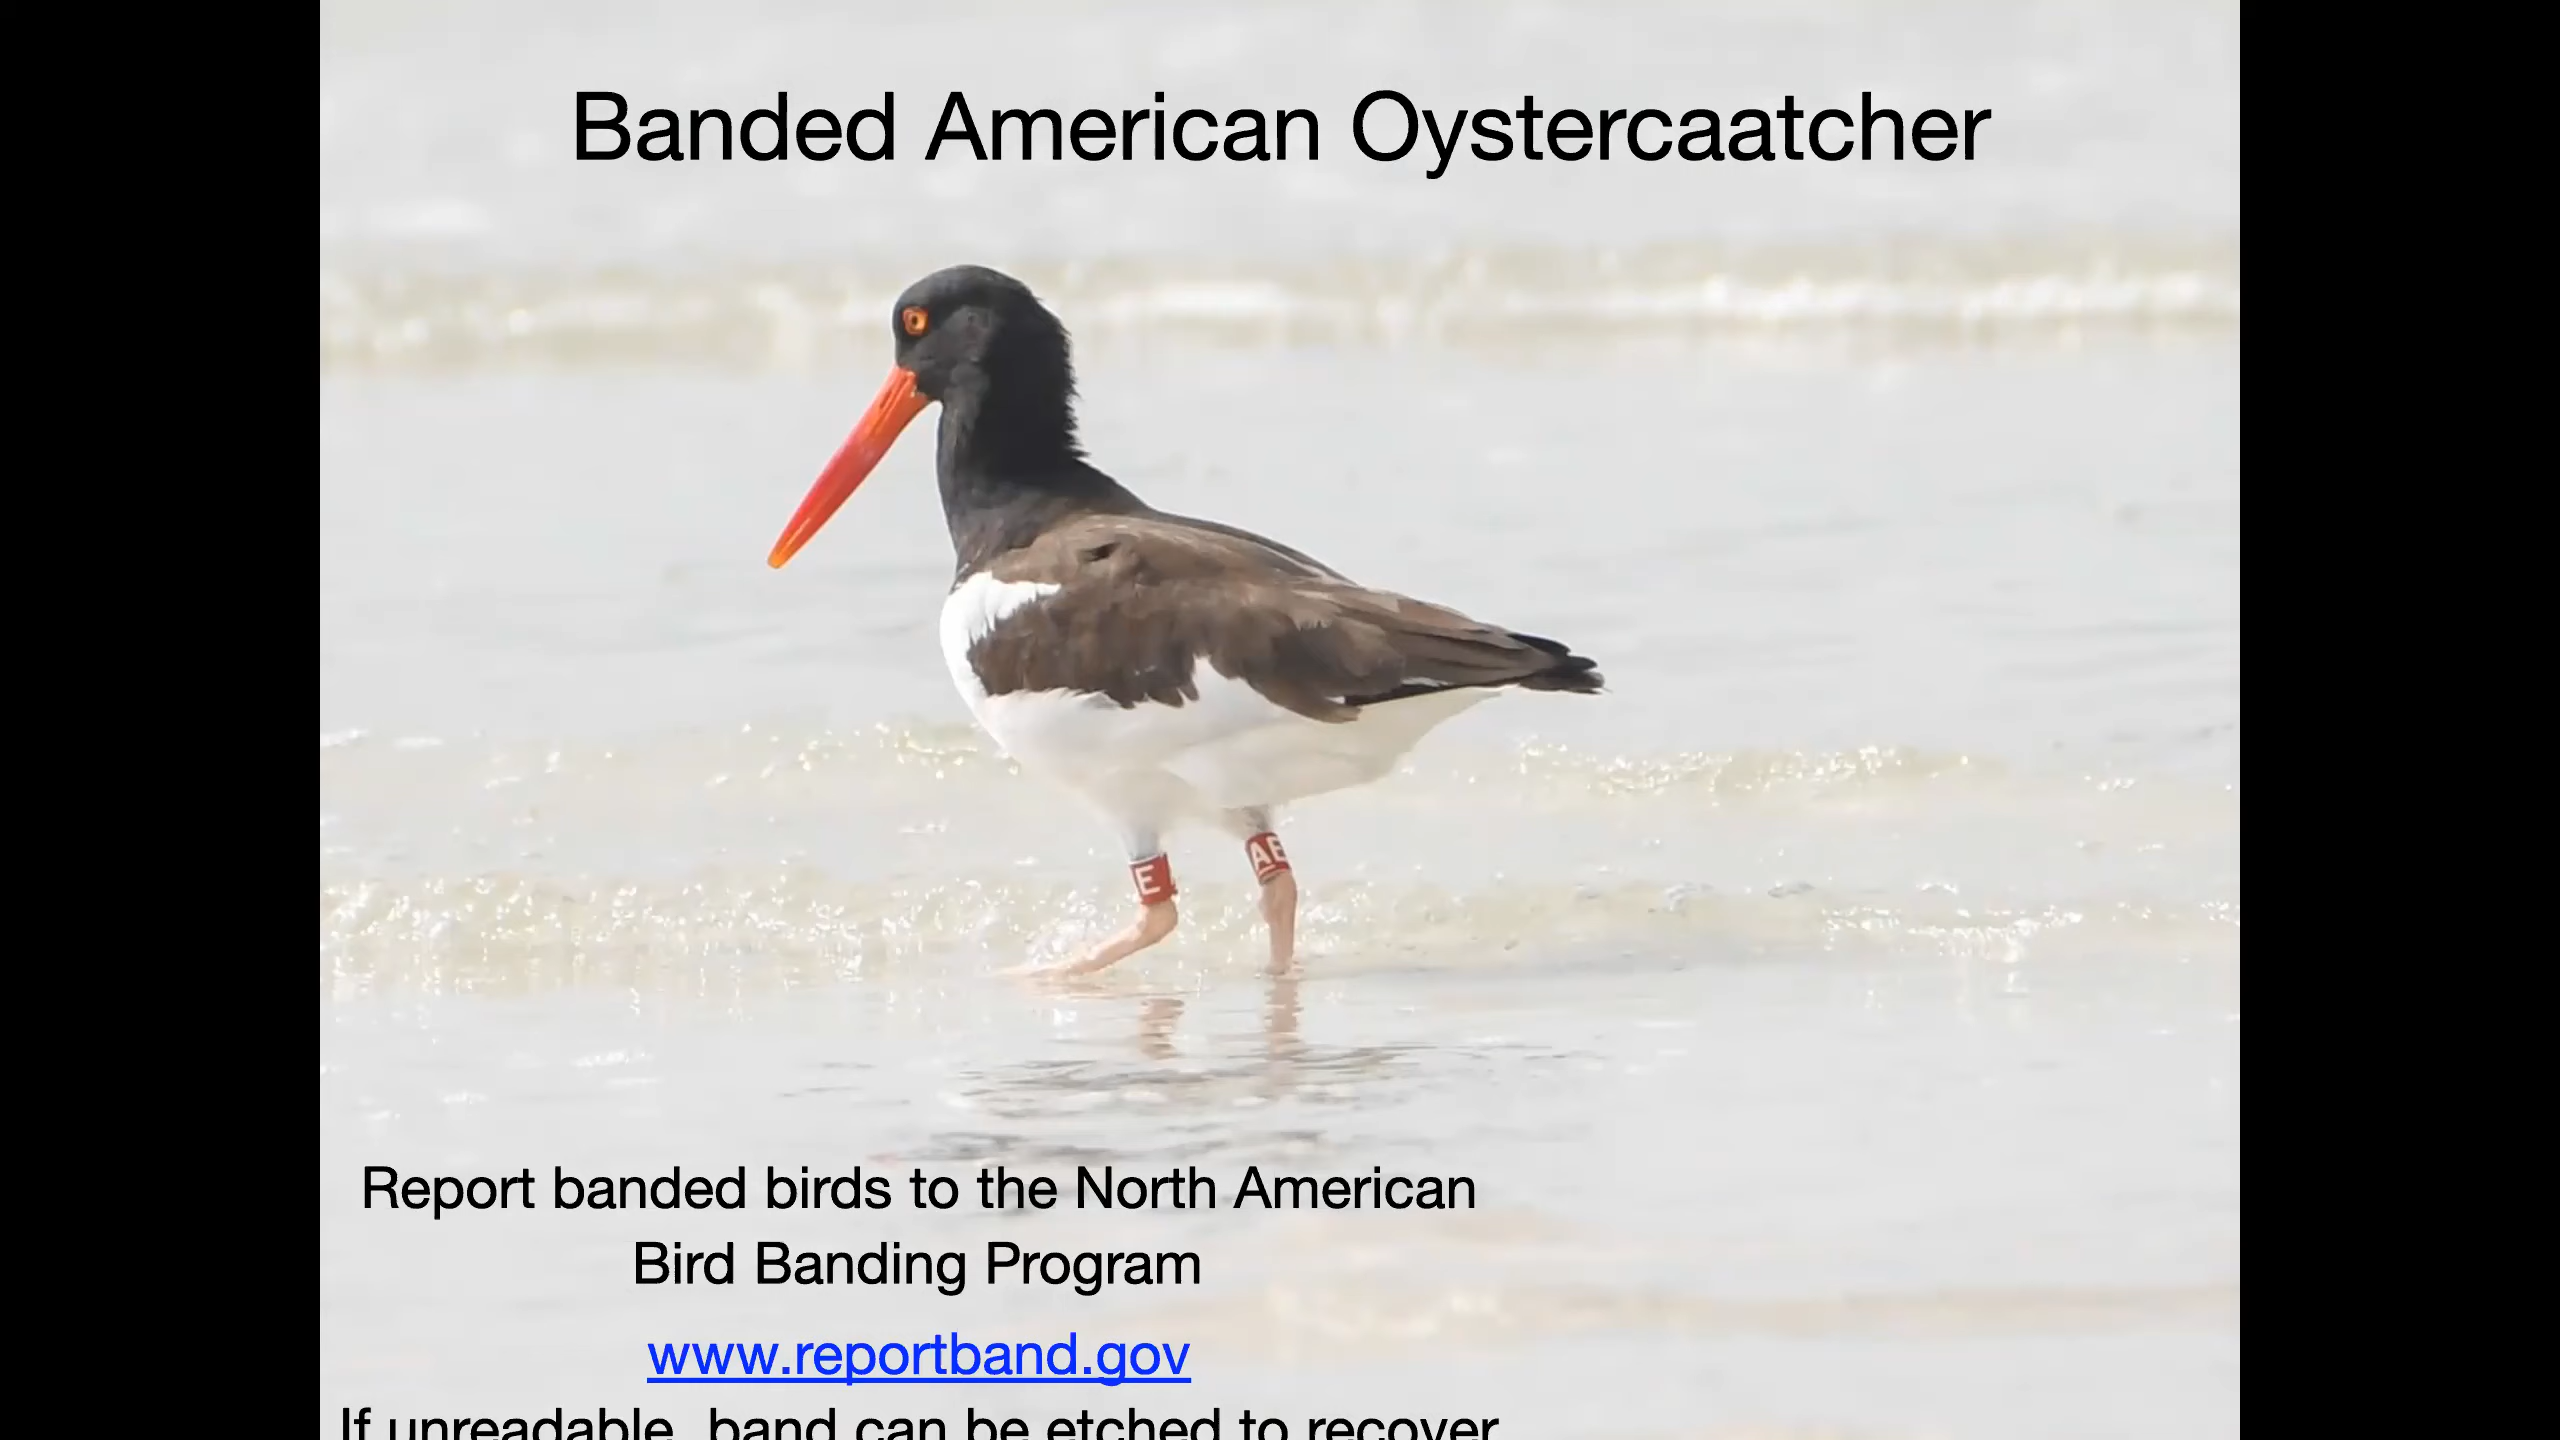 Banded American Oystercaatcher
E
AE
Report banded birds to the North American
Bird Banding Program
www.reportband.gov
If unreadable, band can be etched to recover